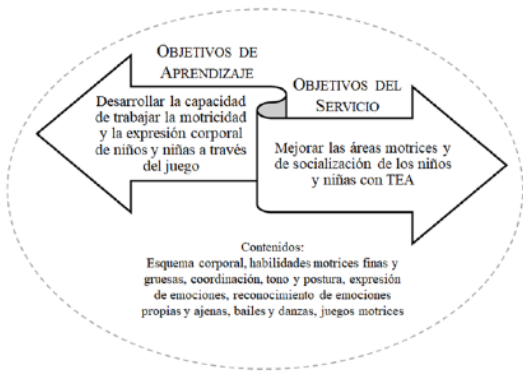 OBJETIVOS DE
APRENDIZAJE
Desarrollar la capacidad
de trabajar la motricidad
y la expresión corporal
de niños y niñas a través
del juego
OBJETIVOS DEL
SERVICIO
Mejorar las áreas motrices y
de socialización de los niños
y niñas con TEA
Contenidos:
Esquema corporal, habilidades motrices finas y
gruesas, coordinación, tono y postura, expresión
de emociones, reconocimiento de emociones
propias y ajenas, bailes y danzas, juegos motrices